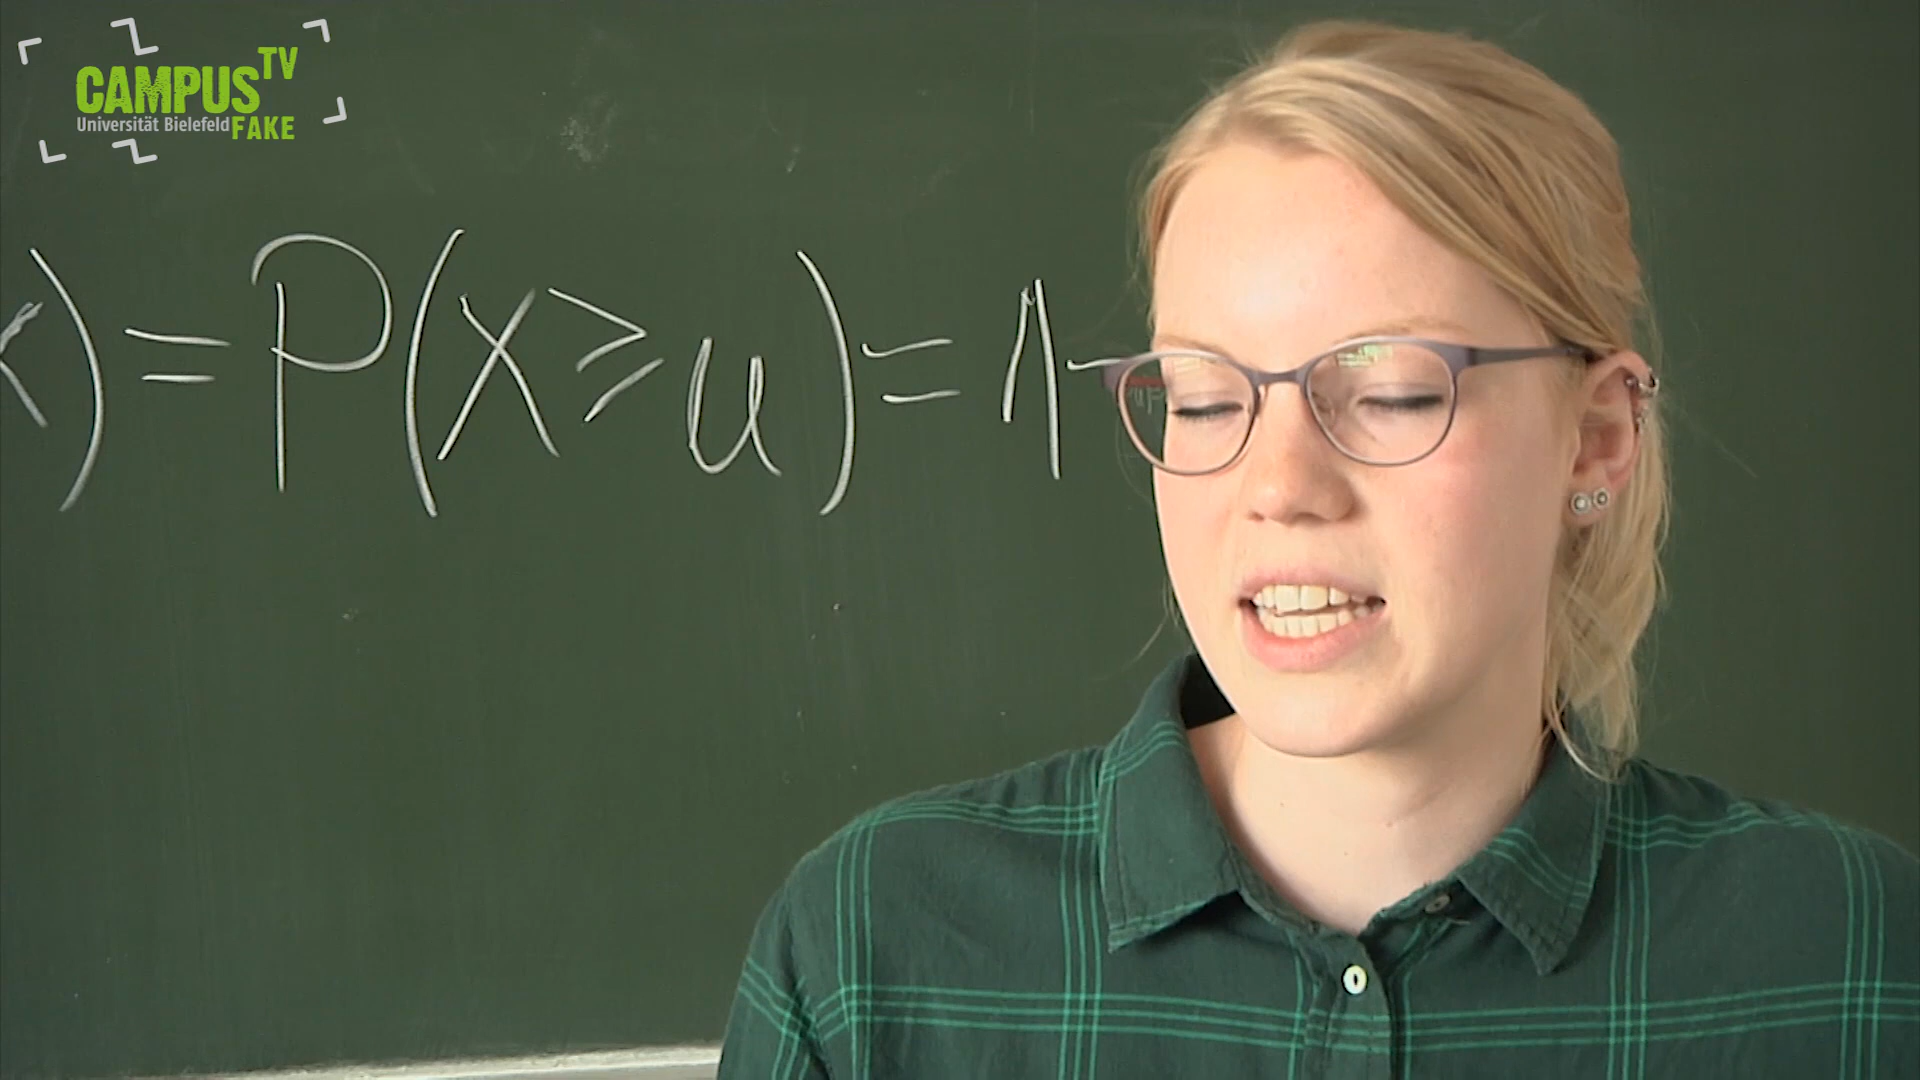 CAMPUS TV
Universität Bielefeld FAKE
) = P(X ≥ u) = 1 -